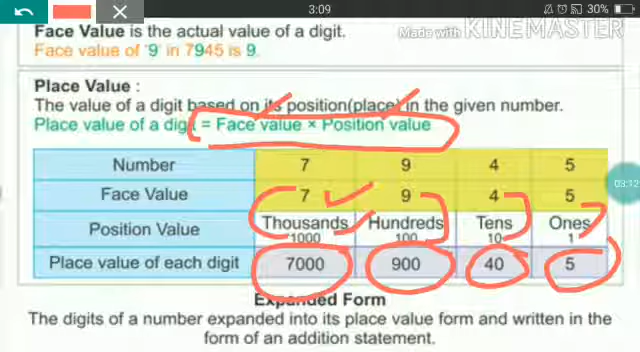 3:09
30%
Face Value is the actual value of a digit.
Made with KINEMASTER
Face value of '9' in 7945 is 9.
Place Value :
The value of a digit based on its position(place) in the given number.
Place value of a digit = Face value × Position value
Number 7 9 4 5
03:12
Face Value 7 9 4 5
Position Value Thousands Hundreds Tens Ones
1000 100 10 1
Place value of each digit 7000 900 40 5
Expanded Form
The digits of a number expanded into its place value form and written in the
form of an addition statement.